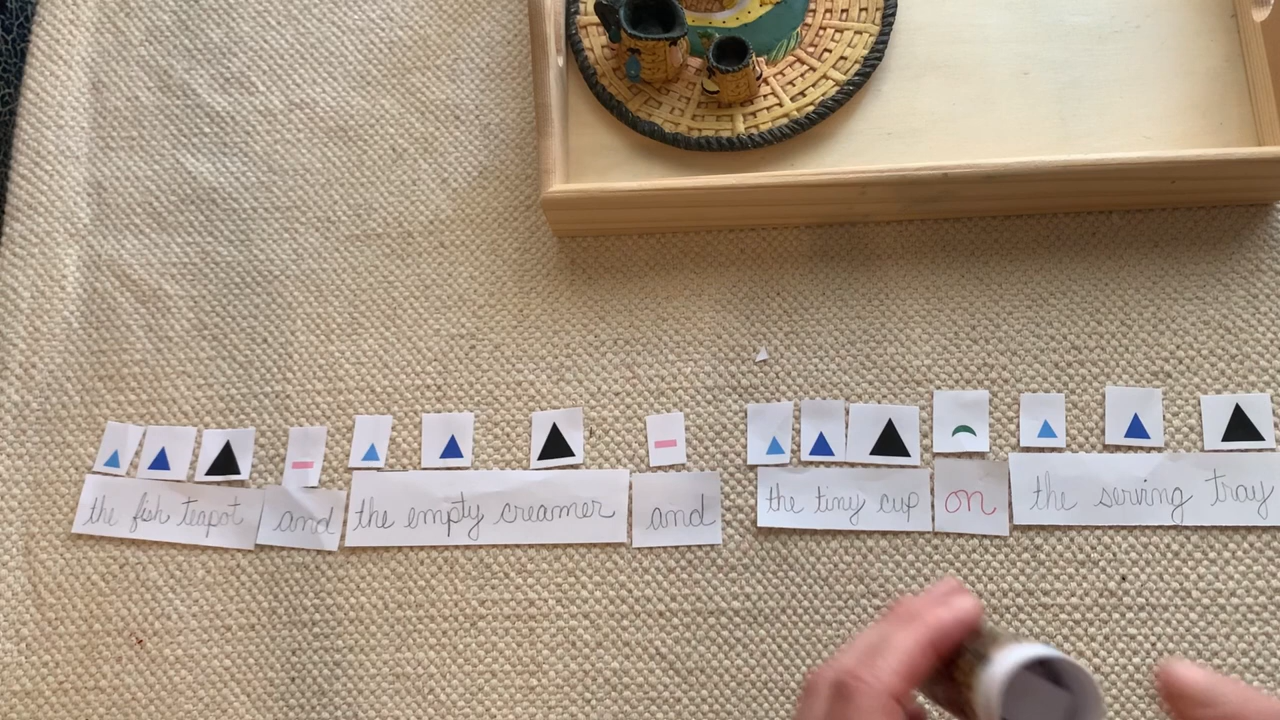 the fish teapot and the empty creamer and the tiny cup on the serving tray